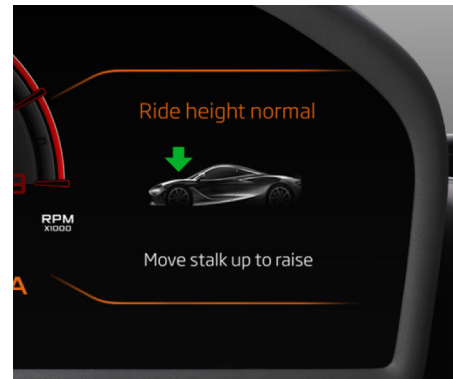 Ride height normal
RPM
X1000
A
Move stalk up to raise